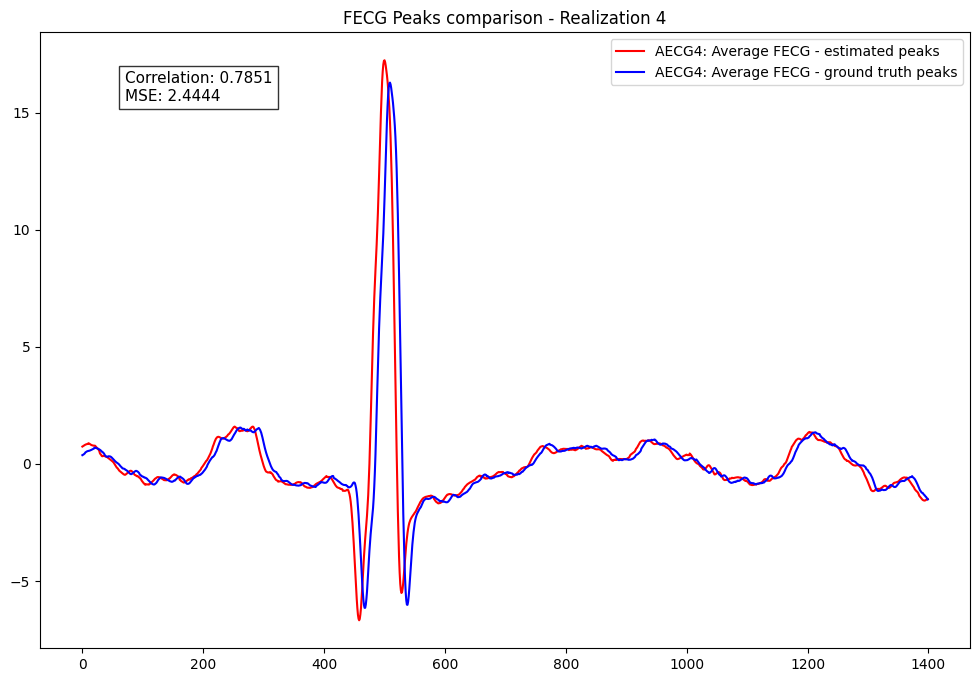 FECG Peaks comparison - Realization 4
AECG4: Average FECG - estimated peaks
AECG4: Average FECG - ground truth peaks
Correlation: 0.7851
MSE: 2.4444
15
10
5
0
−5
0 200 400 600 800 1000 1200 1400